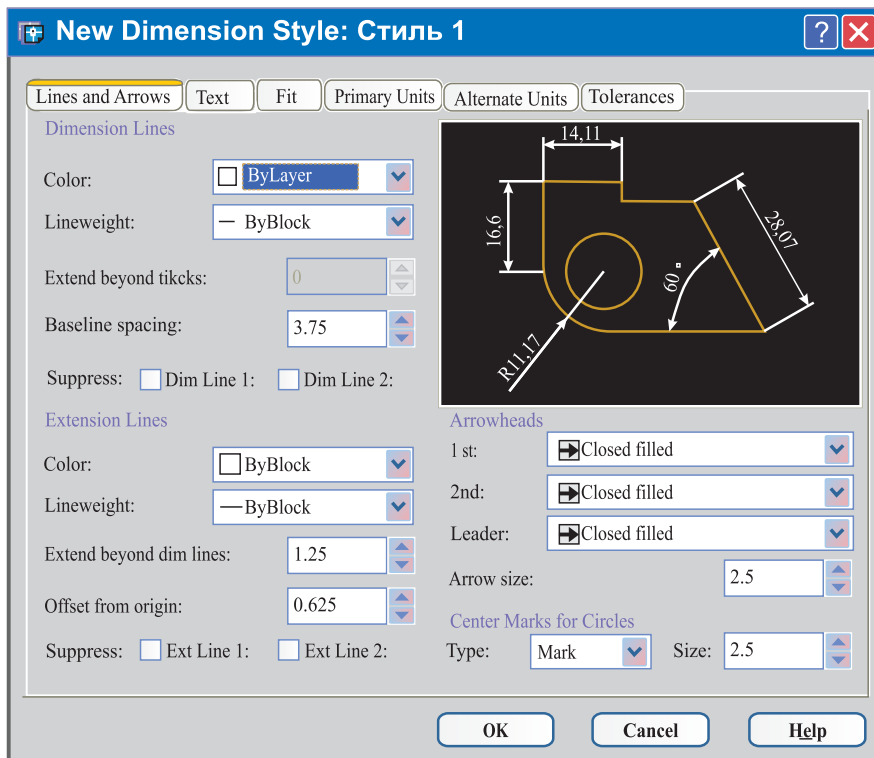 New Dimension Style: Стиль 1
?
Lines and Arrows Text Fit Primary Units Alternate Units Tolerances
Dimension Lines
Color: ByLayer
Lineweight: ByBlock
Extend beyond tikcks: 0
Baseline spacing: 3.75
Suppress: Dim Line 1: Dim Line 2:
Extension Lines
Color: ByBlock
Lineweight: ByBlock
Extend beyond dim lines: 1.25
Offset from origin: 0.625
Suppress: Ext Line 1: Ext Line 2:
14,11
16,6
28,07
60°
R11,17
Arrowheads
1 st: Closed filled
2nd: Closed filled
Leader: Closed filled
Arrow size: 2.5
Center Marks for Circles
Type: Mark Size: 2.5
OK Cancel Help